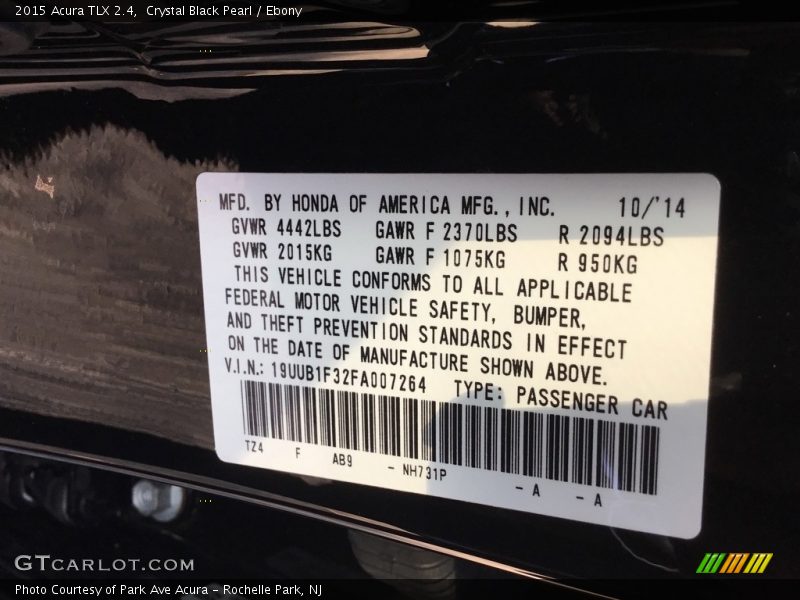 2015 Acura TLX 2.4, Crystal Black Pearl / Ebony
MFD. BY HONDA OF AMERICA MFG., INC. 10/'14
GVWR 4442LBS GAWR F 2370LBS R 2094LBS
GVWR 2015KG GAWR F 1075KG R 950KG
THIS VEHICLE CONFORMS TO ALL APPLICABLE
FEDERAL MOTOR VEHICLE SAFETY, BUMPER,
AND THEFT PREVENTION STANDARDS IN EFFECT
ON THE DATE OF MANUFACTURE SHOWN ABOVE.
V.I.N.: 19UUB1F32FA007264 TYPE: PASSENGER CAR
TZ4 F AB9 - NH731P - A - A
GTCARLOT.COM
Photo Courtesy of Park Ave Acura - Rochelle Park, NJ